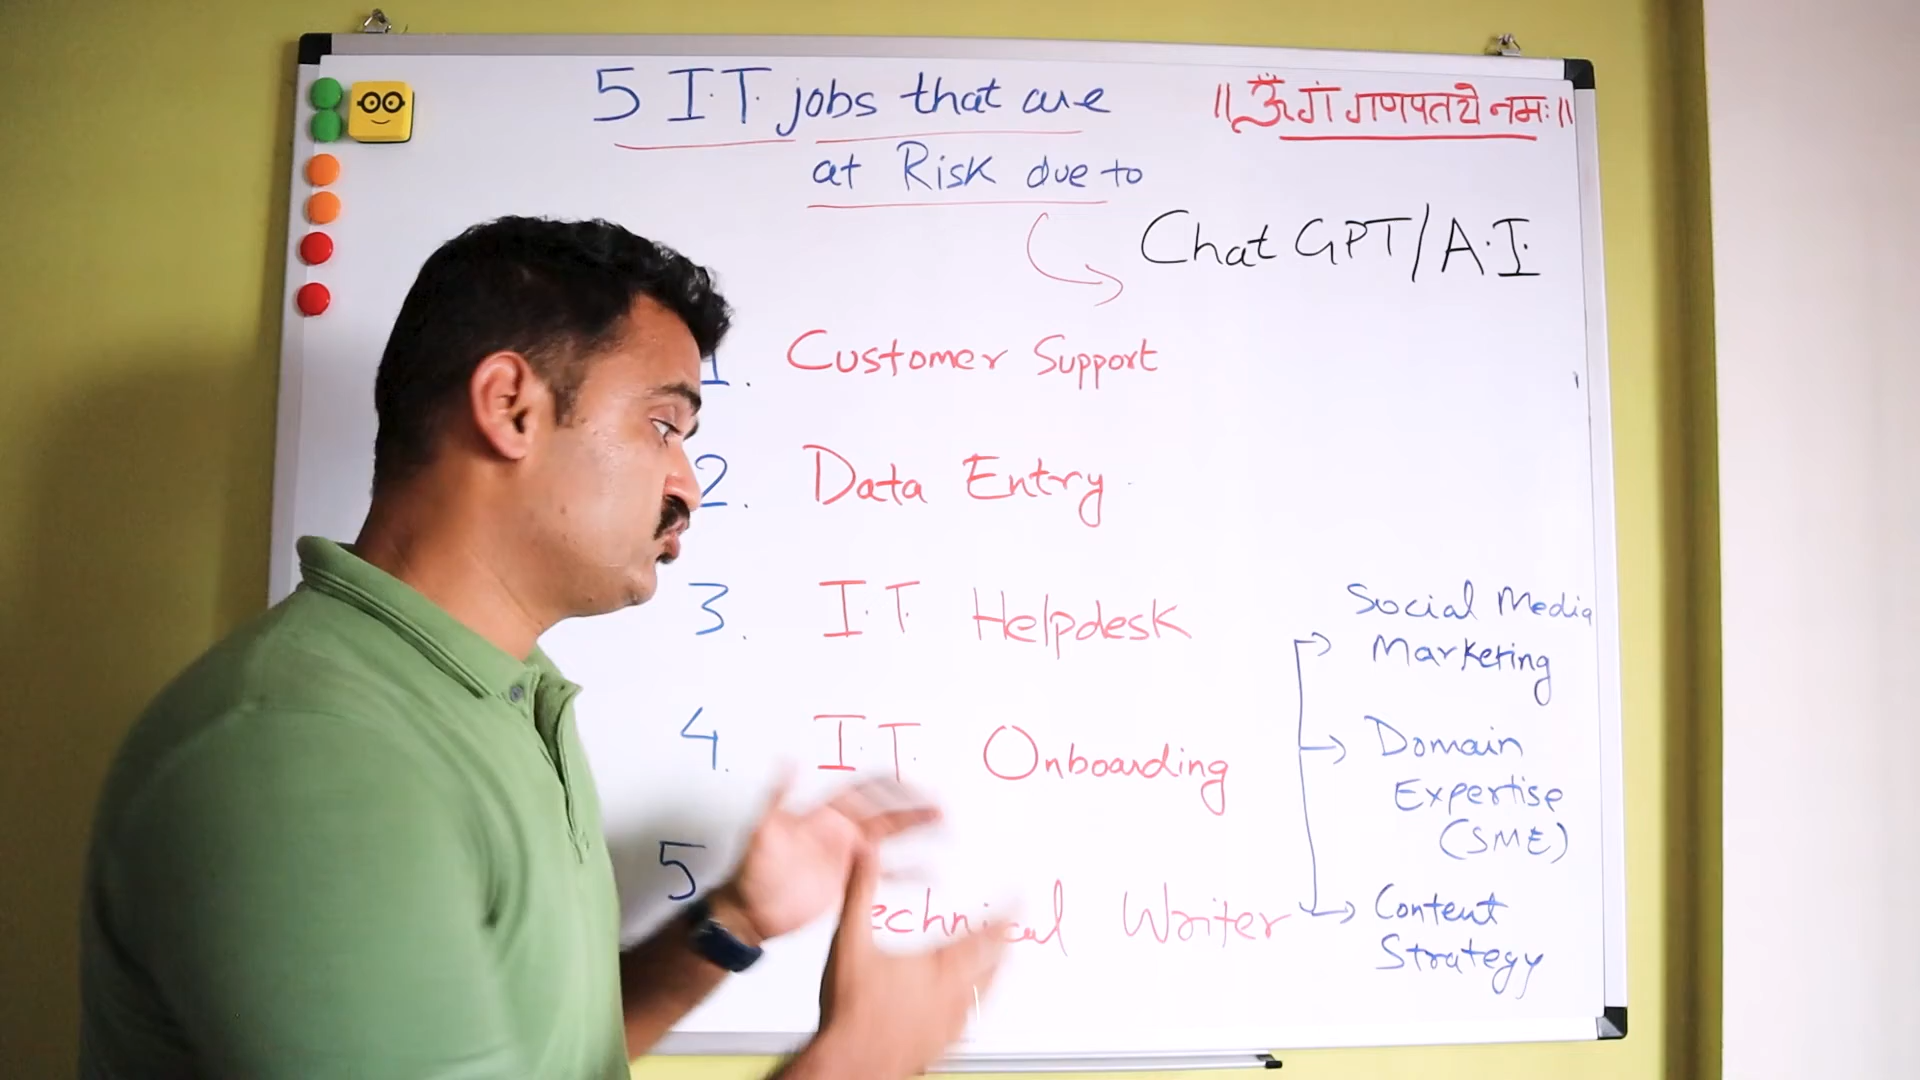 5 I.T. jobs that are
॥ ॐ गं गणपतये नमः॥
at Risk due to
Chat GPT/A.I.
1. Customer Support
2. Data Entry
3. I.T. Helpdesk
4. I.T. Onboarding
5 echnical Writer
Social Media
Marketing
Domain
Expertise
(SME)
Content
Strategy